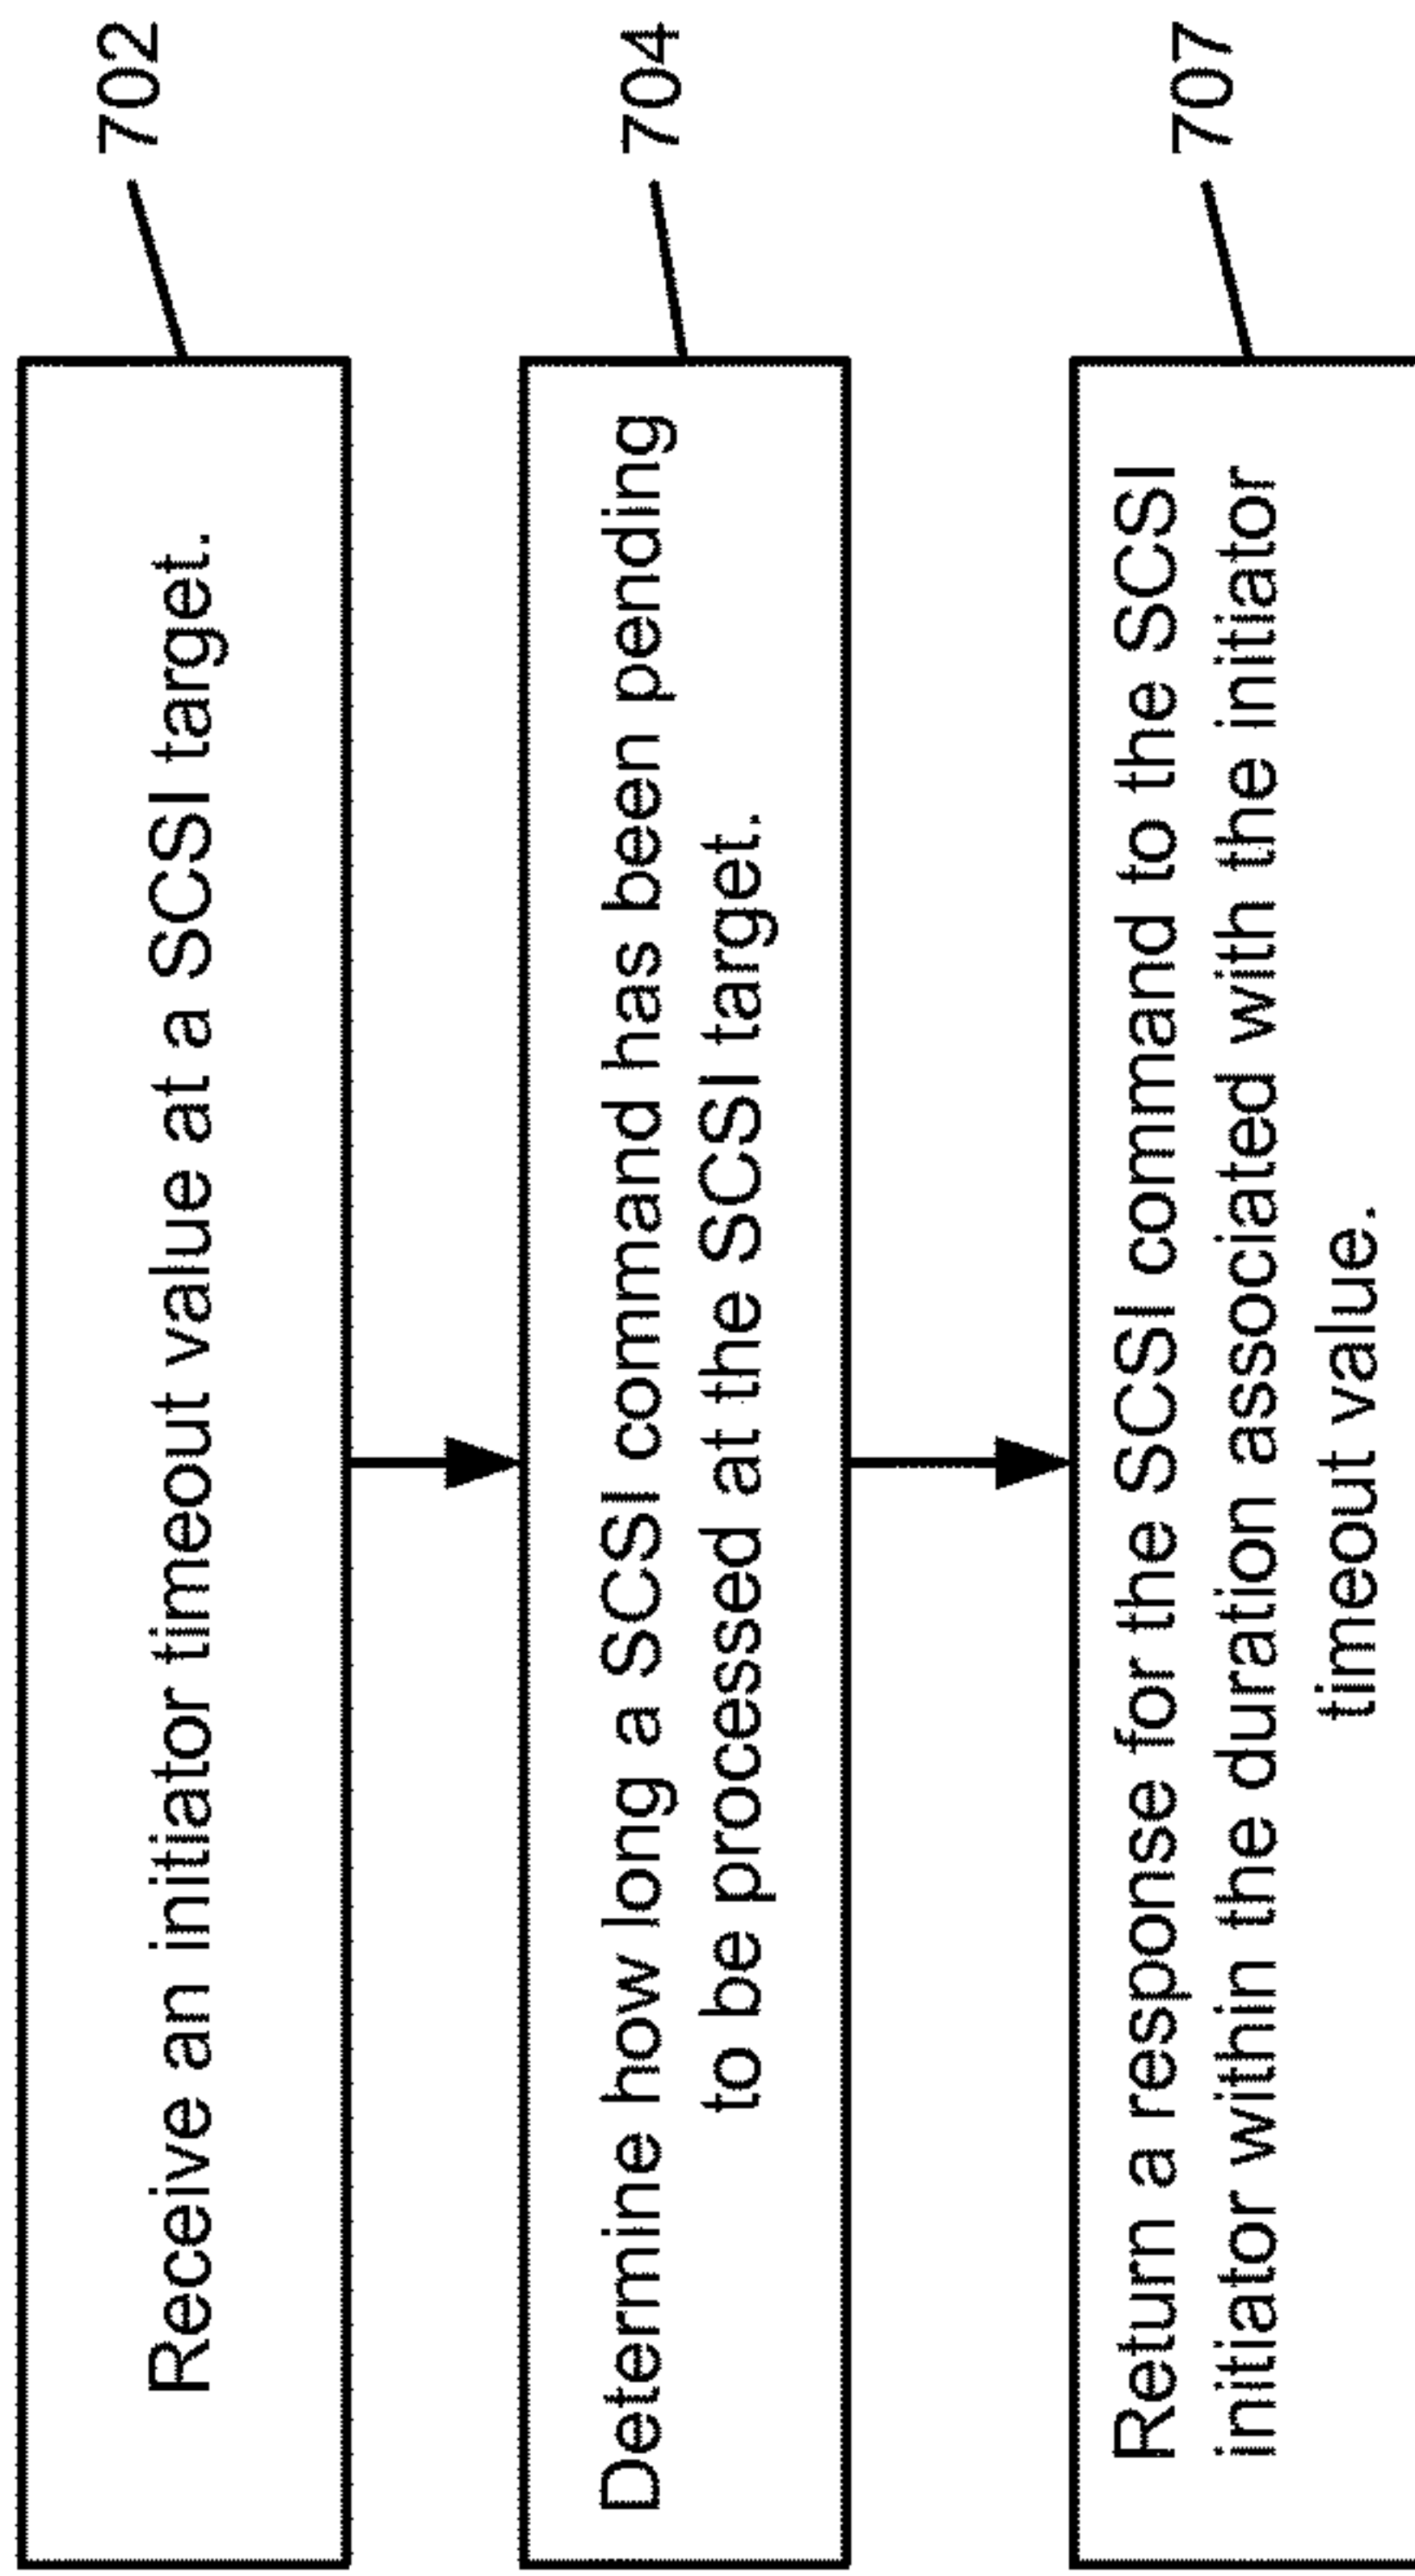 702
Receive an initiator timeout value at a SCSI target.
704
Determine how long a SCSI command has been pending
to be processed at the SCSI target.
707
Return a response for the SCSI command to the SCSI
initiator within the duration associated with the initiator
timeout value.